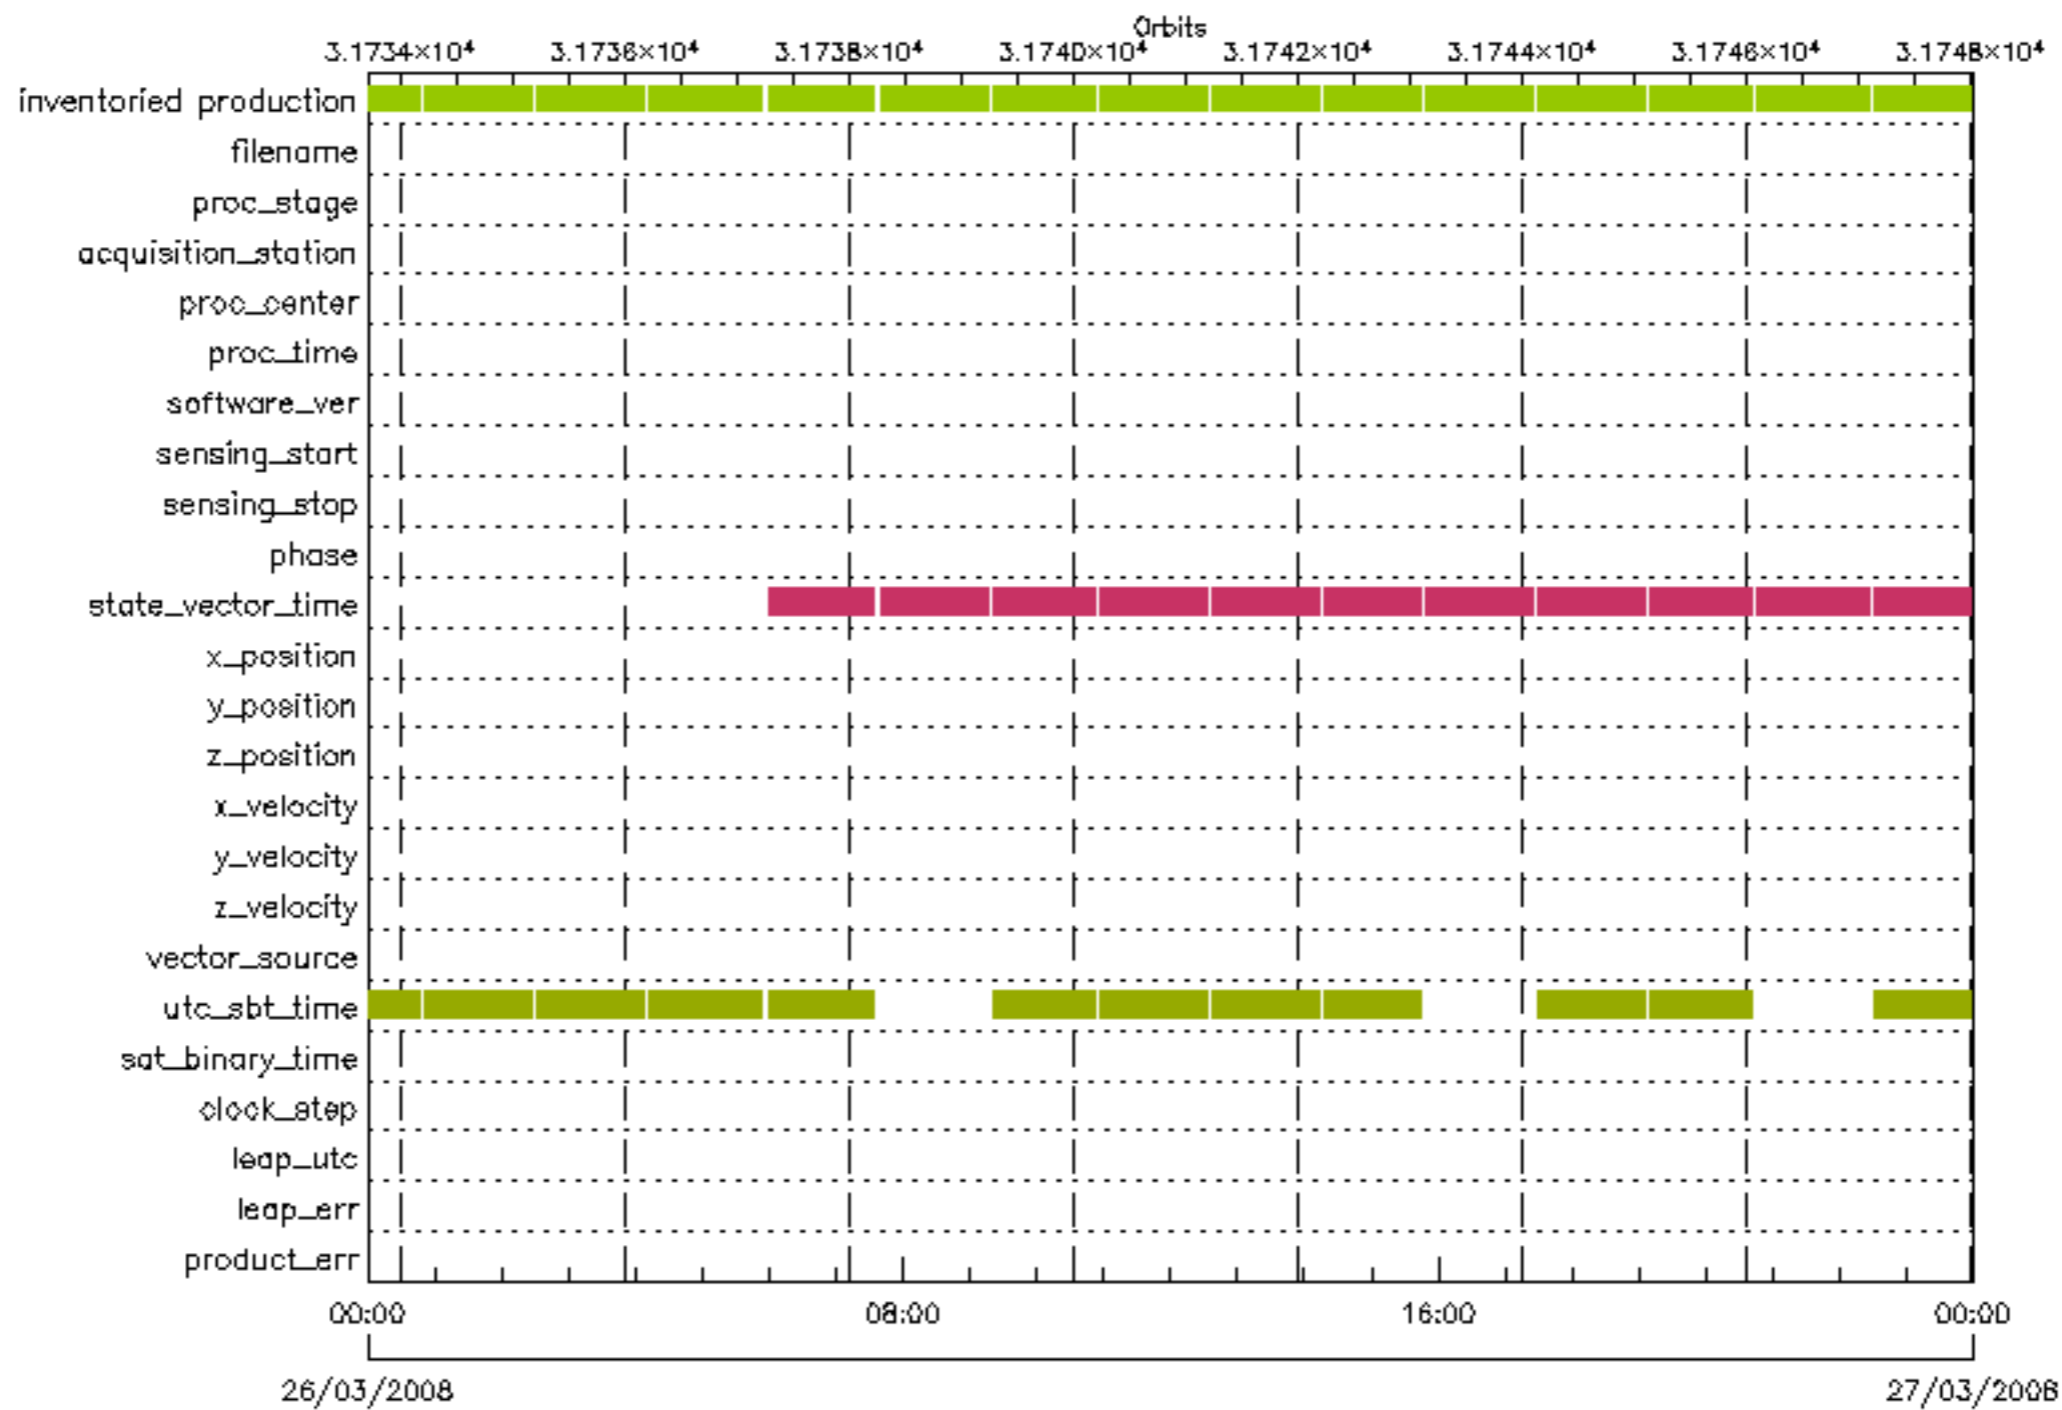 Orbits
3.1734×10⁴ 3.1736×10⁴ 3.1738×10⁴ 3.1740×10⁴ 3.1742×10⁴ 3.1744×10⁴ 3.1746×10⁴ 3.1748×10⁴
inventoried production
filename
proc_stage
acquisition_station
proc_center
proc_time
software_ver
sensing_start
sensing_stop
phase
state_vector_time
x_position
y_position
z_position
x_velocity
y_velocity
z_velocity
vector_source
utc_sbt_time
sat_binary_time
clock_step
leap_utc
leap_err
product_err
00:00 08:00 16:00 00:00
26/03/2008 27/03/2008